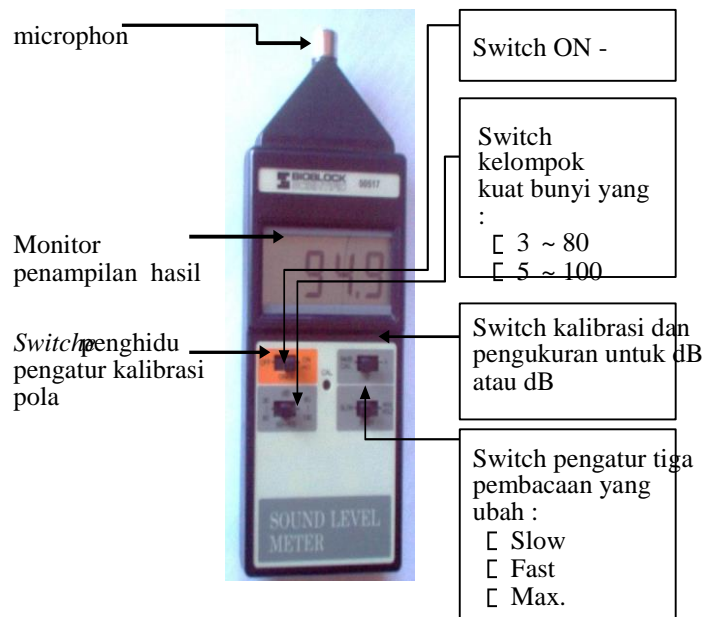 microphon
Switch ON -
Switch
kelompok
kuat bunyi yang
:
[ 3 ~ 80
[ 5 ~ 100
Monitor
penampilan hasil
Switch kalibrasi dan
pengukuran untuk dB
atau dB
penghidu
pengatur kalibrasi
pola
Switch pengatur tiga
pembacaan yang
ubah :
[ Slow
[ Fast
[ Max.
BIOBLOCK
50517
94.9
CAL
SOUND LEVEL
METER